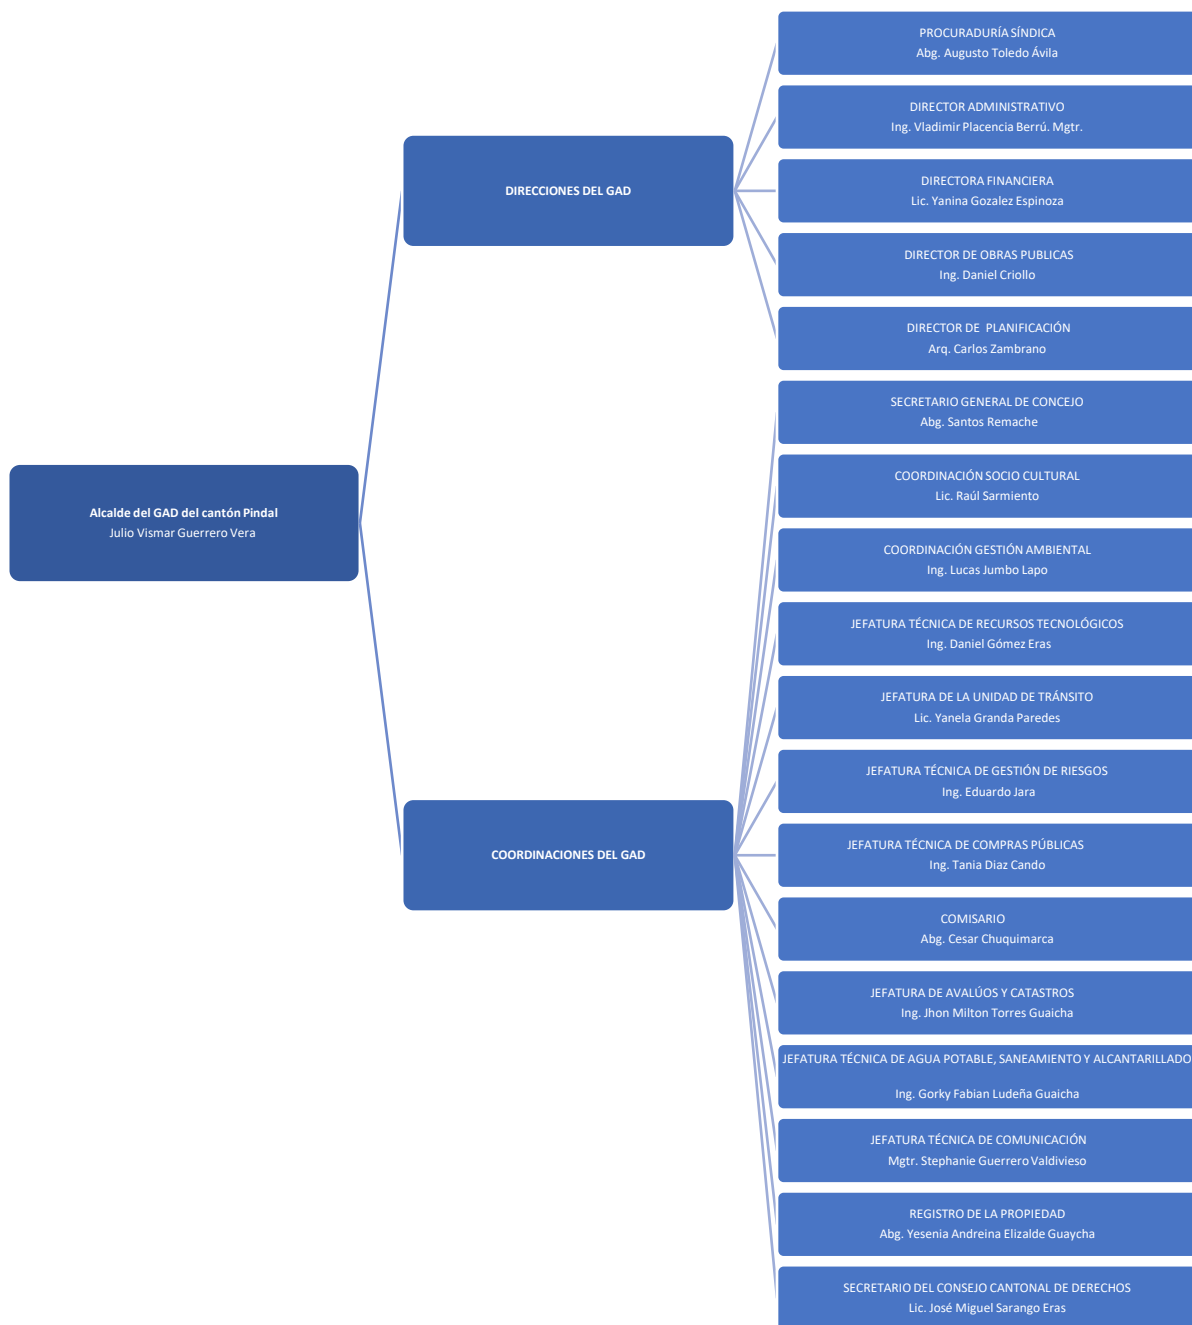 Alcalde del GAD del cantón Pindal
Julio Vismar Guerrero Vera
DIRECCIONES DEL GAD
PROCURADURÍA SÍNDICA
Abg. Augusto Toledo Ávila
DIRECTOR ADMINISTRATIVO
Ing. Vladimir Placencia Berrú. Mgtr.
DIRECTORA FINANCIERA
Lic. Yanina Gozalez Espinoza
DIRECTOR DE OBRAS PUBLICAS
Ing. Daniel Criollo
DIRECTOR DE PLANIFICACIÓN
Arq. Carlos Zambrano
COORDINACIONES DEL GAD
SECRETARIO GENERAL DE CONCEJO
Abg. Santos Remache
COORDINACIÓN SOCIO CULTURAL
Lic. Raúl Sarmiento
COORDINACIÓN GESTIÓN AMBIENTAL
Ing. Lucas Jumbo Lapo
JEFATURA TÉCNICA DE RECURSOS TECNOLÓGICOS
Ing. Daniel Gómez Eras
JEFATURA DE LA UNIDAD DE TRÁNSITO
Lic. Yanela Granda Paredes
JEFATURA TÉCNICA DE GESTIÓN DE RIESGOS
Ing. Eduardo Jara
JEFATURA TÉCNICA DE COMPRAS PÚBLICAS
Ing. Tania Diaz Cando
COMISARIO
Abg. Cesar Chuquimarca
JEFATURA DE AVALÚOS Y CATASTROS
Ing. Jhon Milton Torres Guaicha
JEFATURA TÉCNICA DE AGUA POTABLE, SANEAMIENTO Y ALCANTARILLADO
Ing. Gorky Fabian Ludeña Guaicha
JEFATURA TÉCNICA DE COMUNICACIÓN
Mgtr. Stephanie Guerrero Valdivieso
REGISTRO DE LA PROPIEDAD
Abg. Yesenia Andreina Elizalde Guaycha
SECRETARIO DEL CONSEJO CANTONAL DE DERECHOS
Lic. José Miguel Sarango Eras